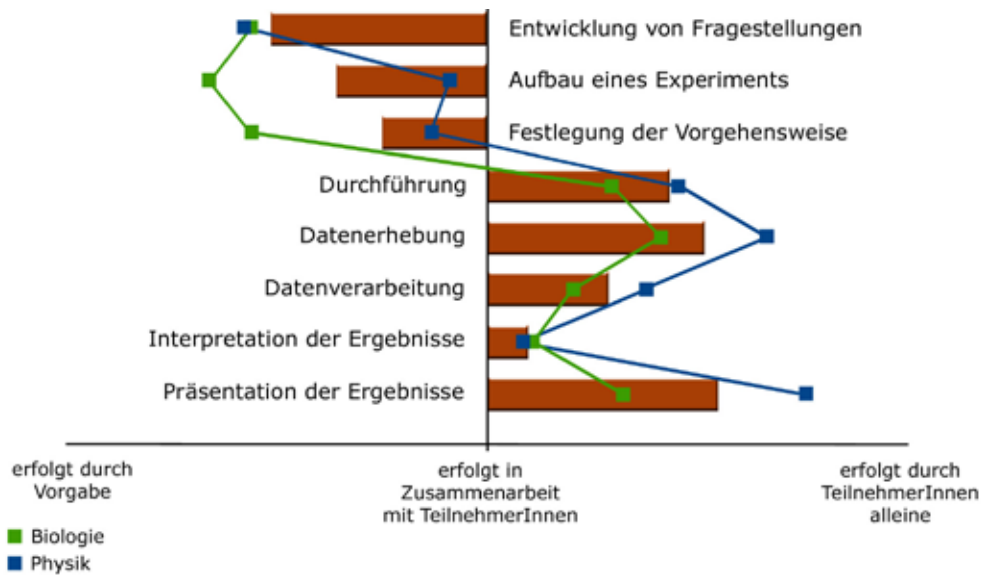 Entwicklung von Fragestellungen
Aufbau eines Experiments
Festlegung der Vorgehensweise
Durchführung
Datenerhebung
Datenverarbeitung
Interpretation der Ergebnisse
Präsentation der Ergebnisse
erfolgt durch
Vorgabe
erfolgt in
Zusammenarbeit
mit TeilnehmerInnen
erfolgt durch
TeilnehmerInnen
alleine
Biologie
Physik